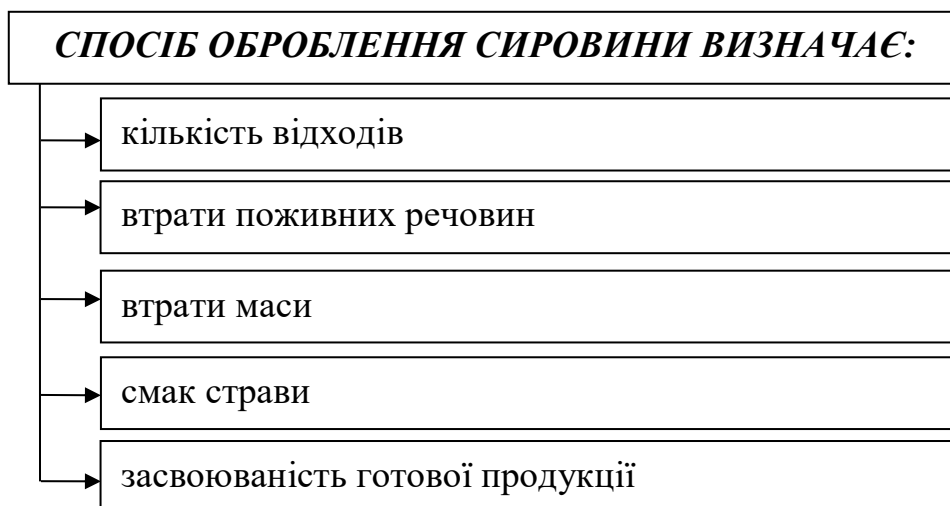 СПОСІБ ОБРОБЛЕННЯ СИРОВИНИ ВИЗНАЧАЄ:
кількість відходів
втрати поживних речовин
втрати маси
смак страви
засвоюваність готової продукції